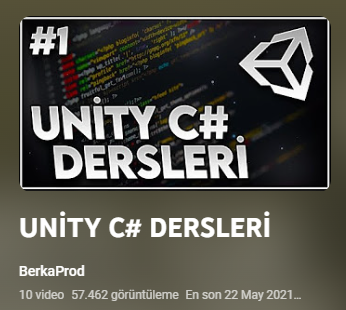 #1
UNİTY C#
DERSLERİ
UNİTY C# DERSLERİ
BerkaProd
10 video 57.462 görüntüleme En son 22 May 2021...